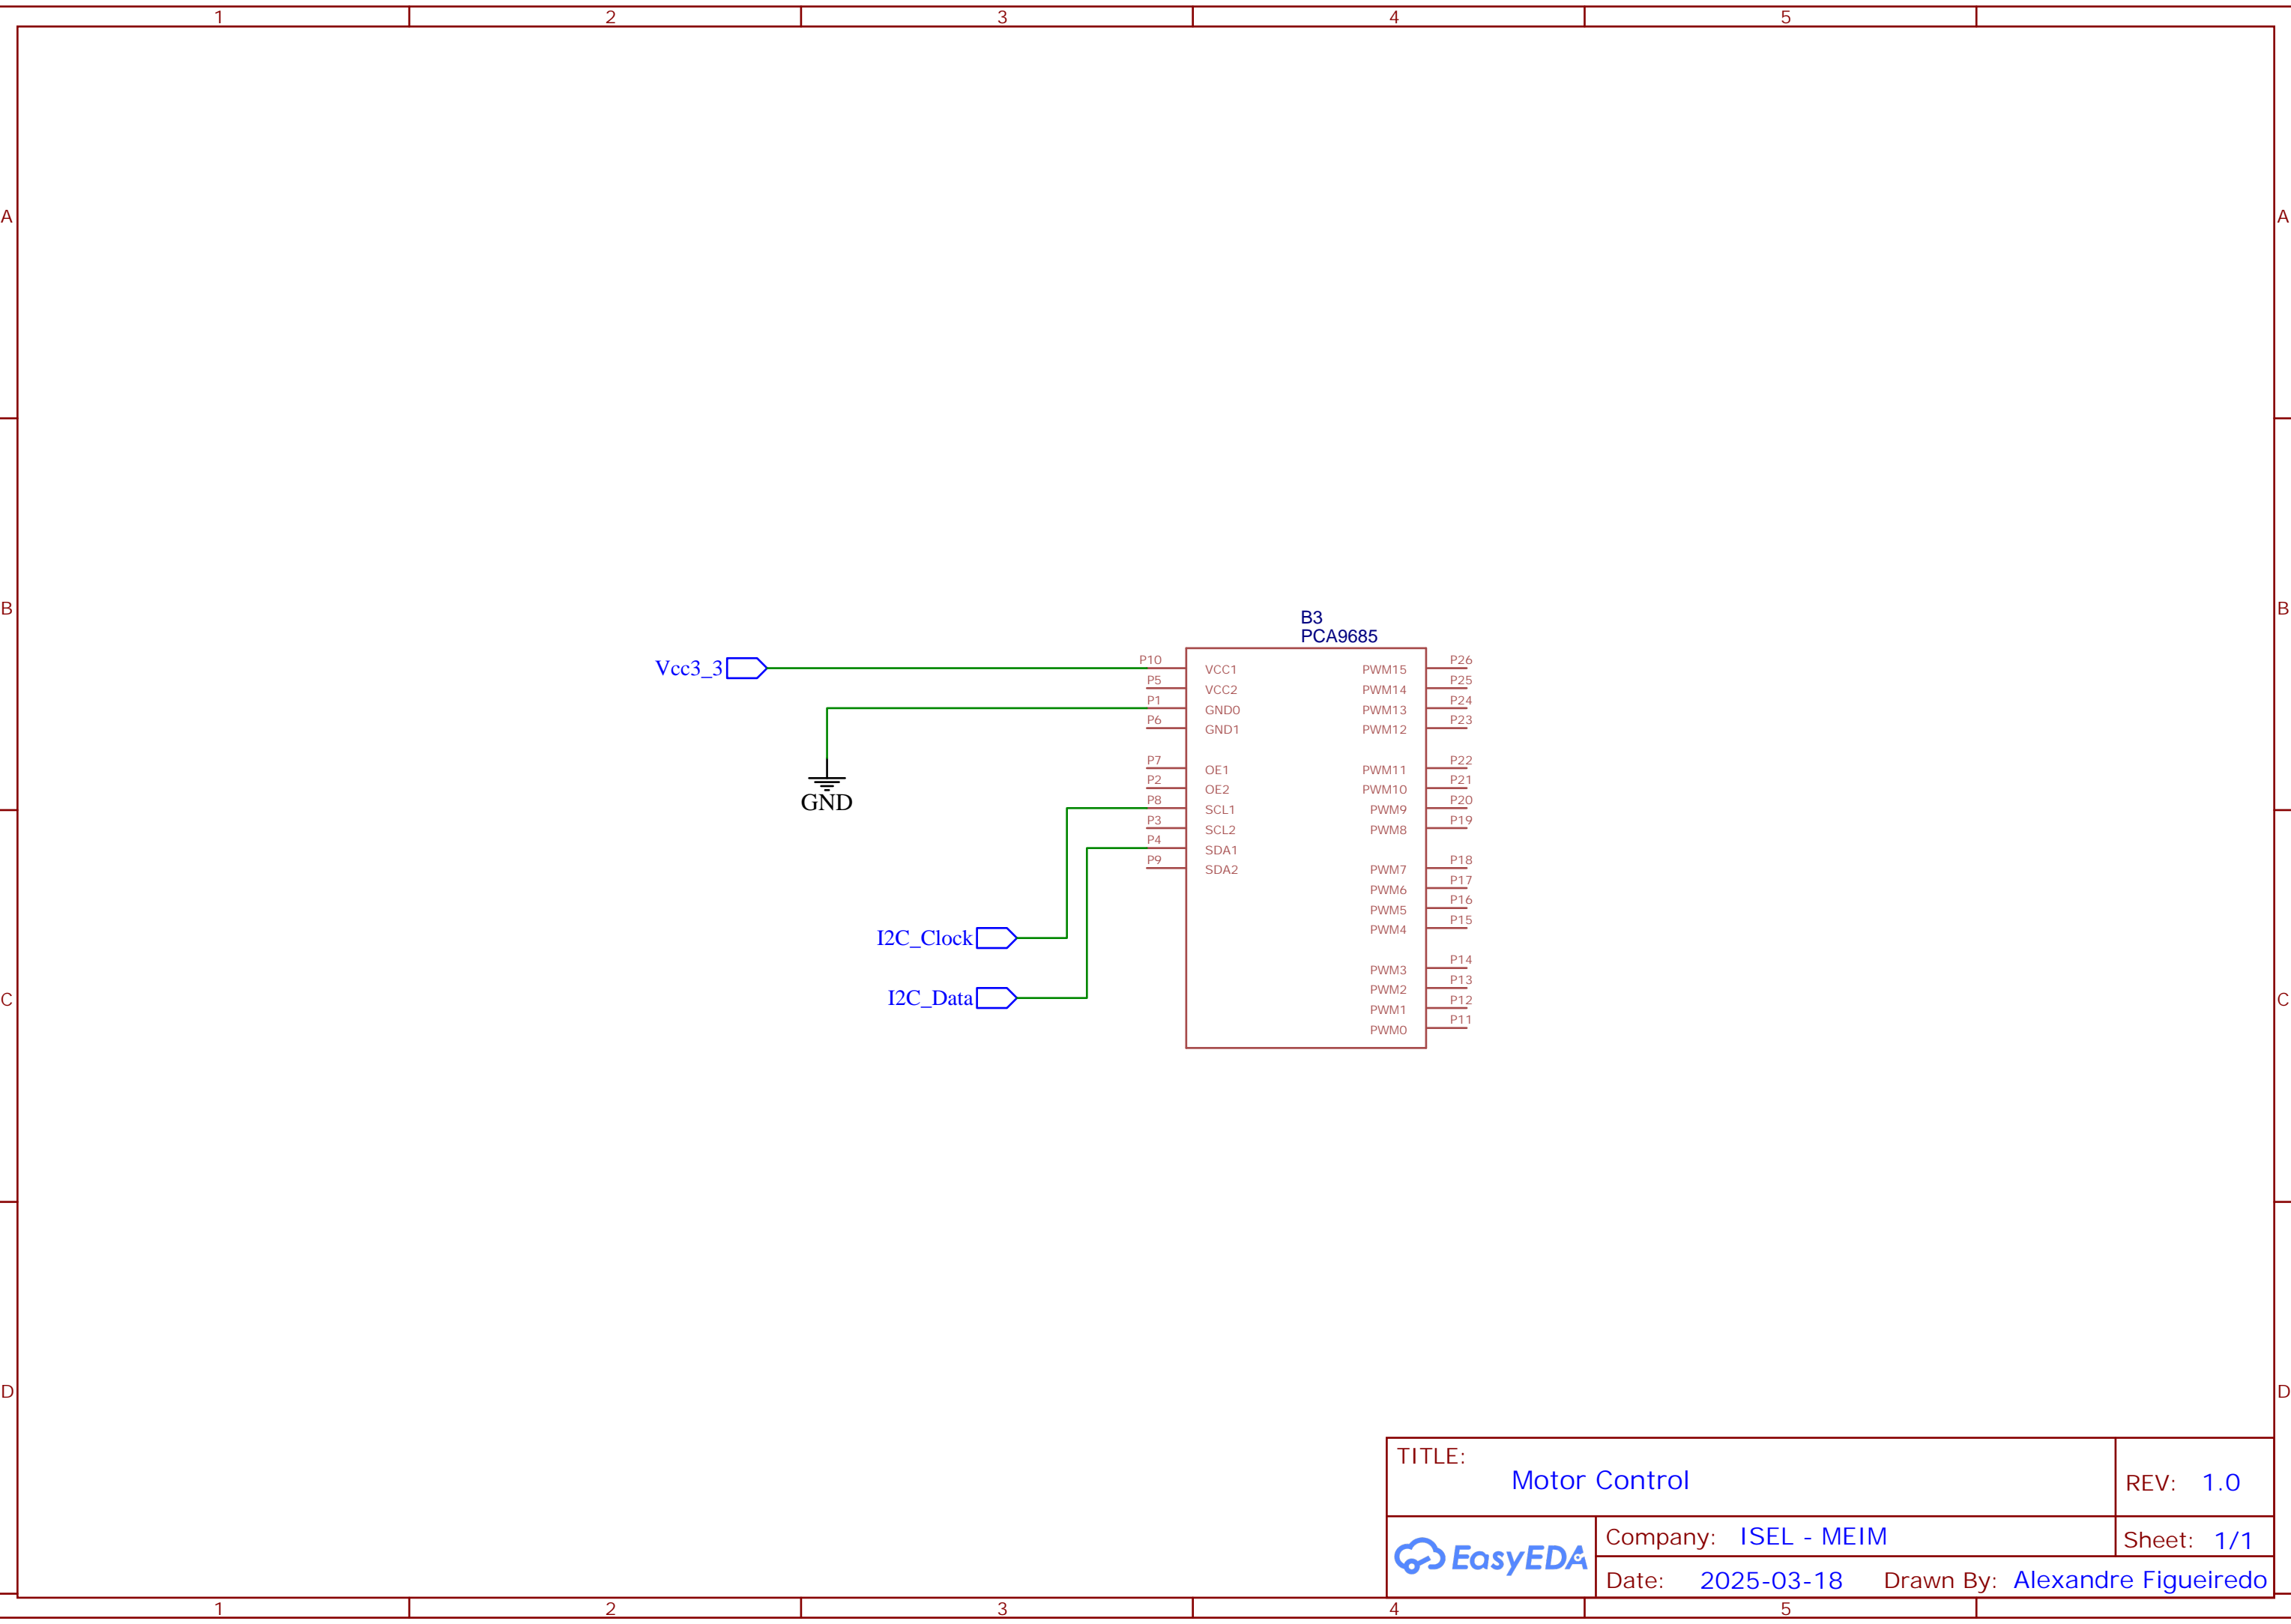 1 2 3 4 5
A A
B B
B3
PCA9685
Vcc3_3
P10 VCC1 PWM15 P26
P5 VCC2 PWM14 P25
P1 GND0 PWM13 P24
P6 GND1 PWM12 P23
P7 OE1 PWM11 P22
P2 OE2 PWM10 P21
P8 SCL1 PWM9 P20
P3 SCL2 PWM8 P19
P4 SDA1
P9 SDA2 PWM7 P18
PWM6 P17
PWM5 P16
PWM4 P15
PWM3 P14
PWM2 P13
PWM1 P12
PWM0 P11
GND
I2C_Clock
I2C_Data
C C
D D
TITLE:
Motor Control
REV: 1.0
EasyEDA
Company: ISEL - MEIM
Sheet: 1/1
Date: 2025-03-18 Drawn By: Alexandre Figueiredo
1 2 3 4 5